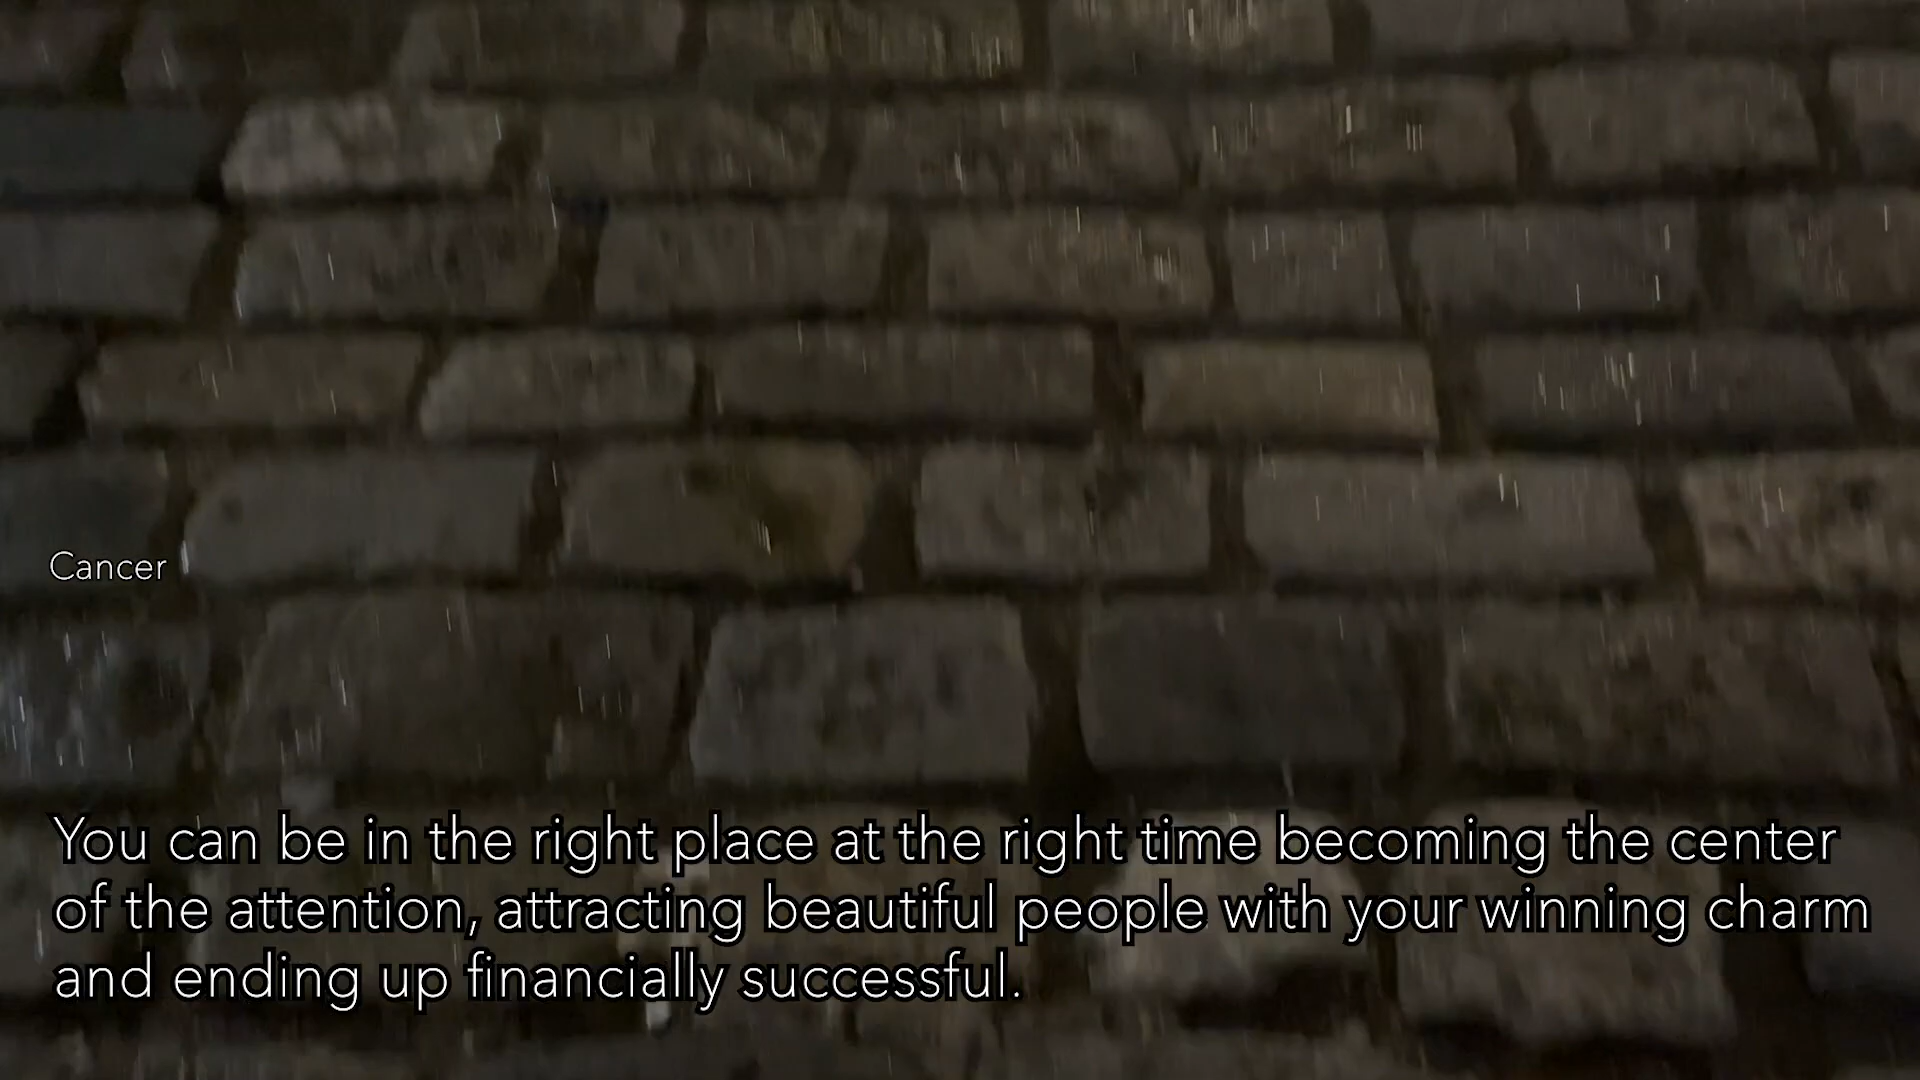 Cancer
You can be in the right place at the right time becoming the center
of the attention, attracting beautiful people with your winning charm
and ending up financially successful.